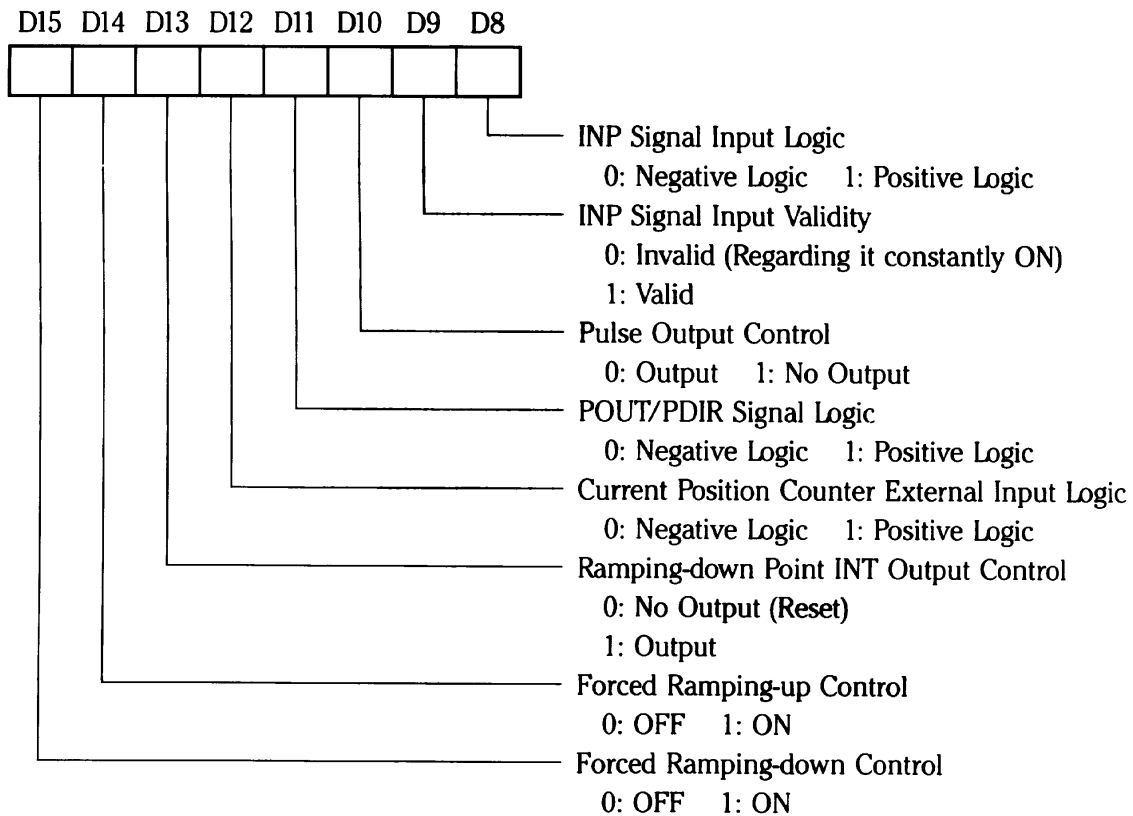 D15 D14 D13 D12 D11 D10 D9 D8
INP Signal Input Logic
0: Negative Logic 1: Positive Logic
INP Signal Input Validity
0: Invalid (Regarding it constantly ON)
1: Valid
Pulse Output Control
0: Output 1: No Output
POUT/PDIR Signal Logic
0: Negative Logic 1: Positive Logic
Current Position Counter External Input Logic
0: Negative Logic 1: Positive Logic
Ramping-down Point INT Output Control
0: No Output (Reset)
1: Output
Forced Ramping-up Control
0: OFF 1: ON
Forced Ramping-down Control
0: OFF 1: ON